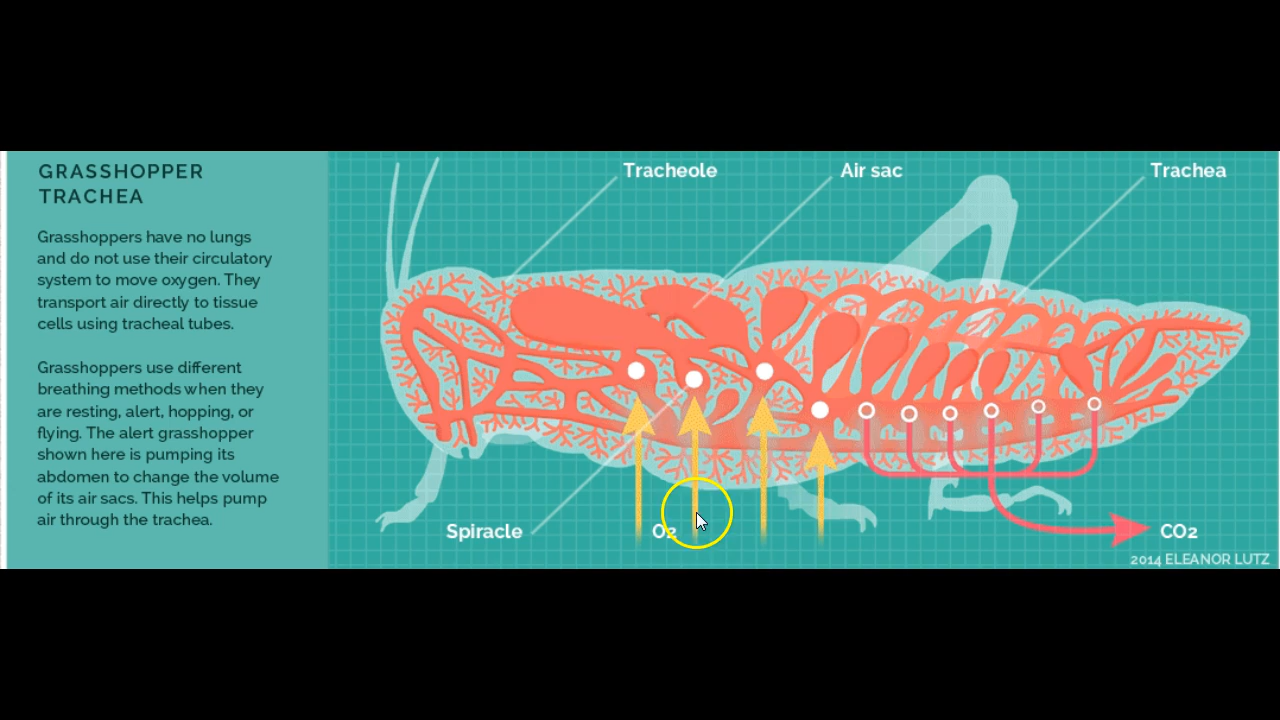 GRASSHOPPER
TRACHEA
Grasshoppers have no lungs
and do not use their circulatory
system to move oxygen. They
transport air directly to tissue
cells using tracheal tubes.
Grasshoppers use different
breathing methods when they
are resting, alert, hopping, or
flying. The alert grasshopper
shown here is pumping its
abdomen to change the volume
of its air sacs. This helps pump
air through the trachea.
Tracheole
Air sac
Trachea
Spiracle
O2
CO2
2014 ELEANOR LUTZ